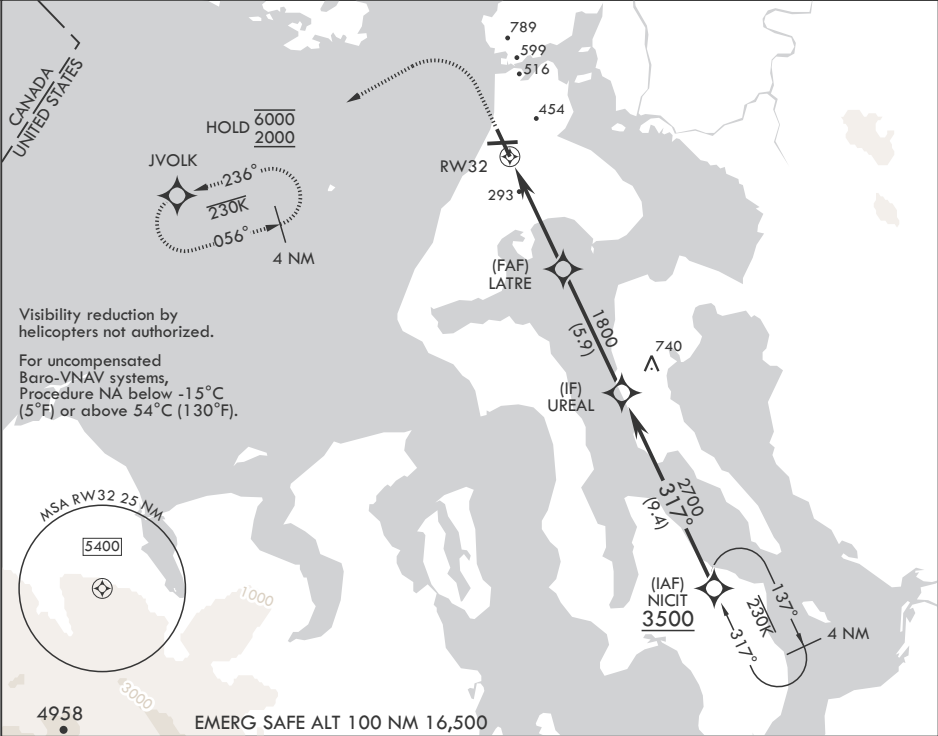 CANADA
UNITED STATES
789
599
516
454
HOLD 6000
2000
JVOLK
236°
230K
056°
4 NM
RW32
293
(FAF)
LATRE
1800
(5.9)
740
(IF)
UREAL
Visibility reduction by
helicopters not authorized.
For uncompensated
Baro-VNAV systems,
Procedure NA below -15°C
(5°F) or above 54°C (130°F).
2700
317°
(9.4)
MSA RW32 25 NM
5400
(IAF)
NICIT
3500
137°
230K
317°
4 NM
1000
3000
4958
EMERG SAFE ALT 100 NM 16,500